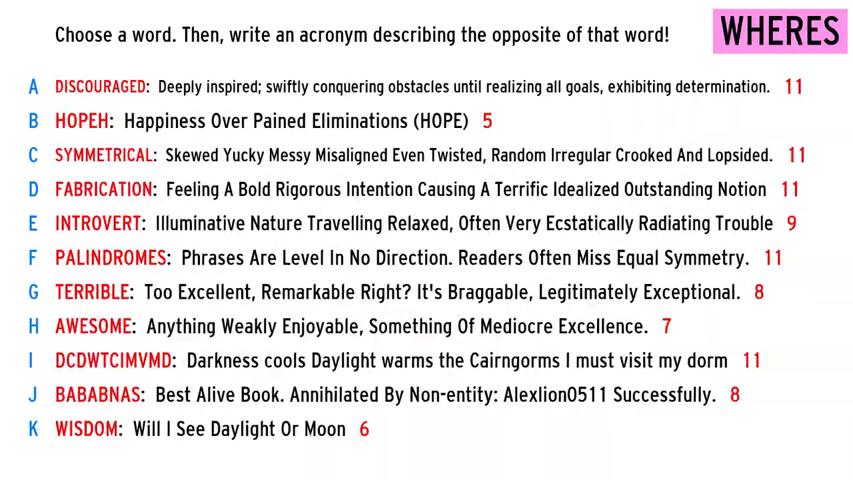 Choose a word. Then, write an acronym describing the opposite of that word!
WHERES
A DISCOURAGED: Deeply inspired; swiftly conquering obstacles until realizing all goals, exhibiting determination. 11
B HOPEH: Happiness Over Pained Eliminations (HOPE) 5
C SYMMETRICAL: Skewed Yucky Messy Misaligned Even Twisted, Random Irregular Crooked And Lopsided. 11
D FABRICATION: Feeling A Bold Rigorous Intention Causing A Terrific Idealized Outstanding Notion 11
E INTROVERT: Illuminative Nature Travelling Relaxed, Often Very Ecstatically Radiating Trouble 9
F PALINDROMES: Phrases Are Level In No Direction. Readers Often Miss Equal Symmetry. 11
G TERRIBLE: Too Excellent, Remarkable Right? It's Braggable, Legitimately Exceptional. 8
H AWESOME: Anything Weakly Enjoyable, Something Of Mediocre Excellence. 7
I DCDWTCIMVMD: Darkness cools Daylight warms the Cairngorms I must visit my dorm 11
J BABABNAS: Best Alive Book. Annihilated By Non-entity: Alexlion0511 Successfully. 8
K WISDOM: Will I See Daylight Or Moon 6